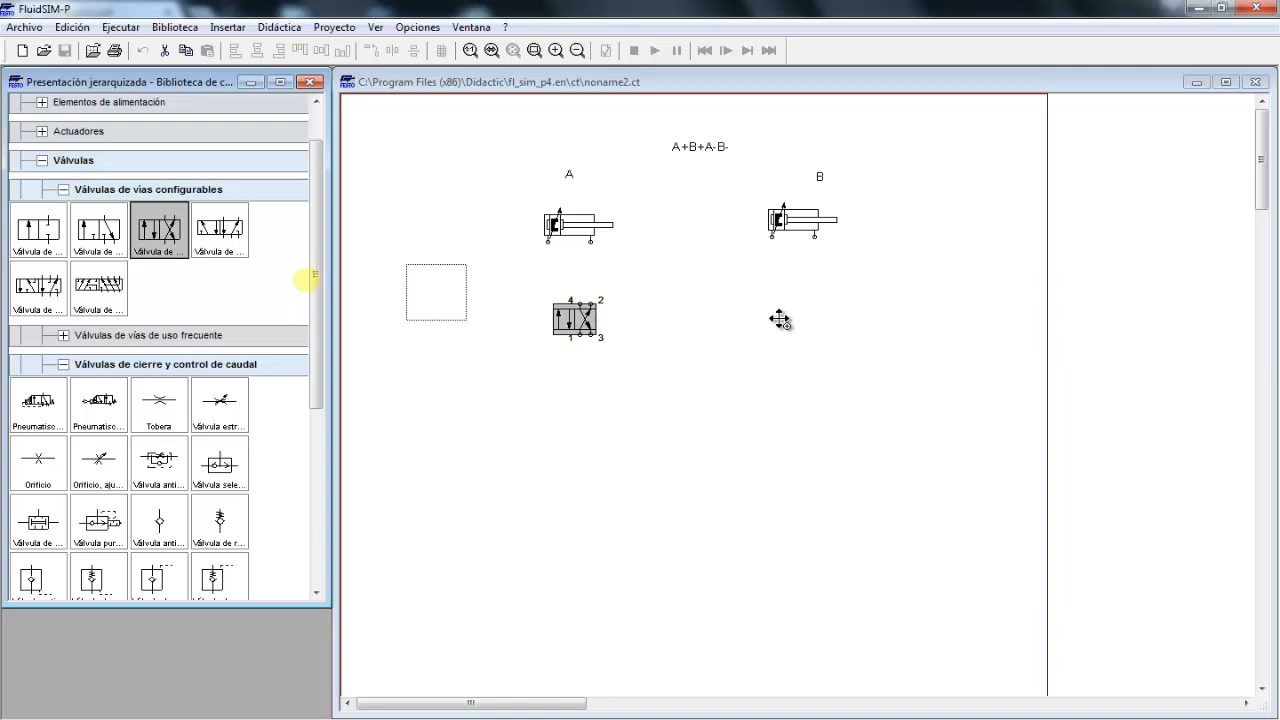 FluidSIM-P
Archivo Edición Ejecutar Biblioteca Insertar Didáctica Proyecto Ver Opciones Ventana ?
Presentación jerarquizada - Biblioteca de c...
C:\Program Files (x86)\Didactic\fl_sim_p4.en\ct\noname2.ct
Elementos de alimentación
Actuadores
Válvulas
Válvulas de vías configurables
Válvula de ... Válvula de ... Válvula de ... Válvula de ...
Válvula de ... Válvula de ...
Válvulas de vías de uso frecuente
Válvulas de cierre y control de caudal
Pneumatisc... Pneumatisc... Tobera Válvula estr...
Orificio Orificio, aju... Válvula anti... Válvula sele...
Válvula de ... Válvula pur... Válvula anti... Válvula de r...
A+B+A-B-
A
B
4 2
1 3